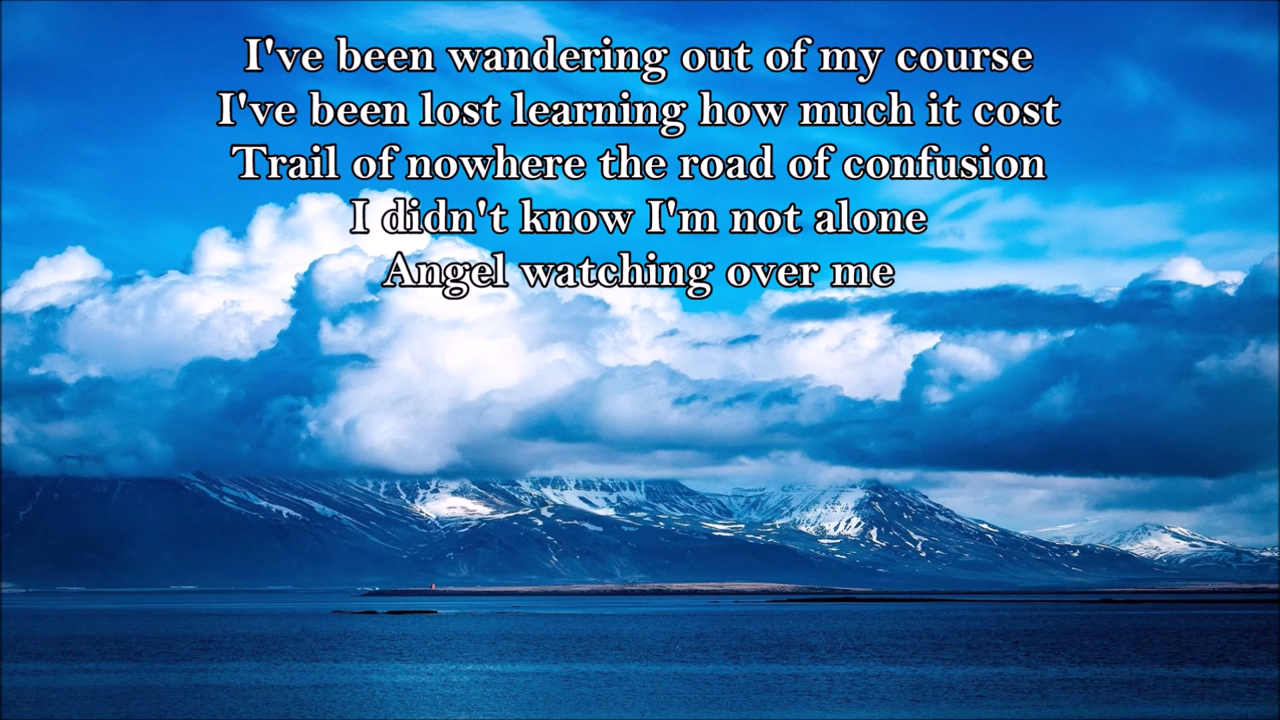 I've been wandering out of my course
I've been lost learning how much it cost
Trail of nowhere the road of confusion
I didn't know I'm not alone
Angel watching over me